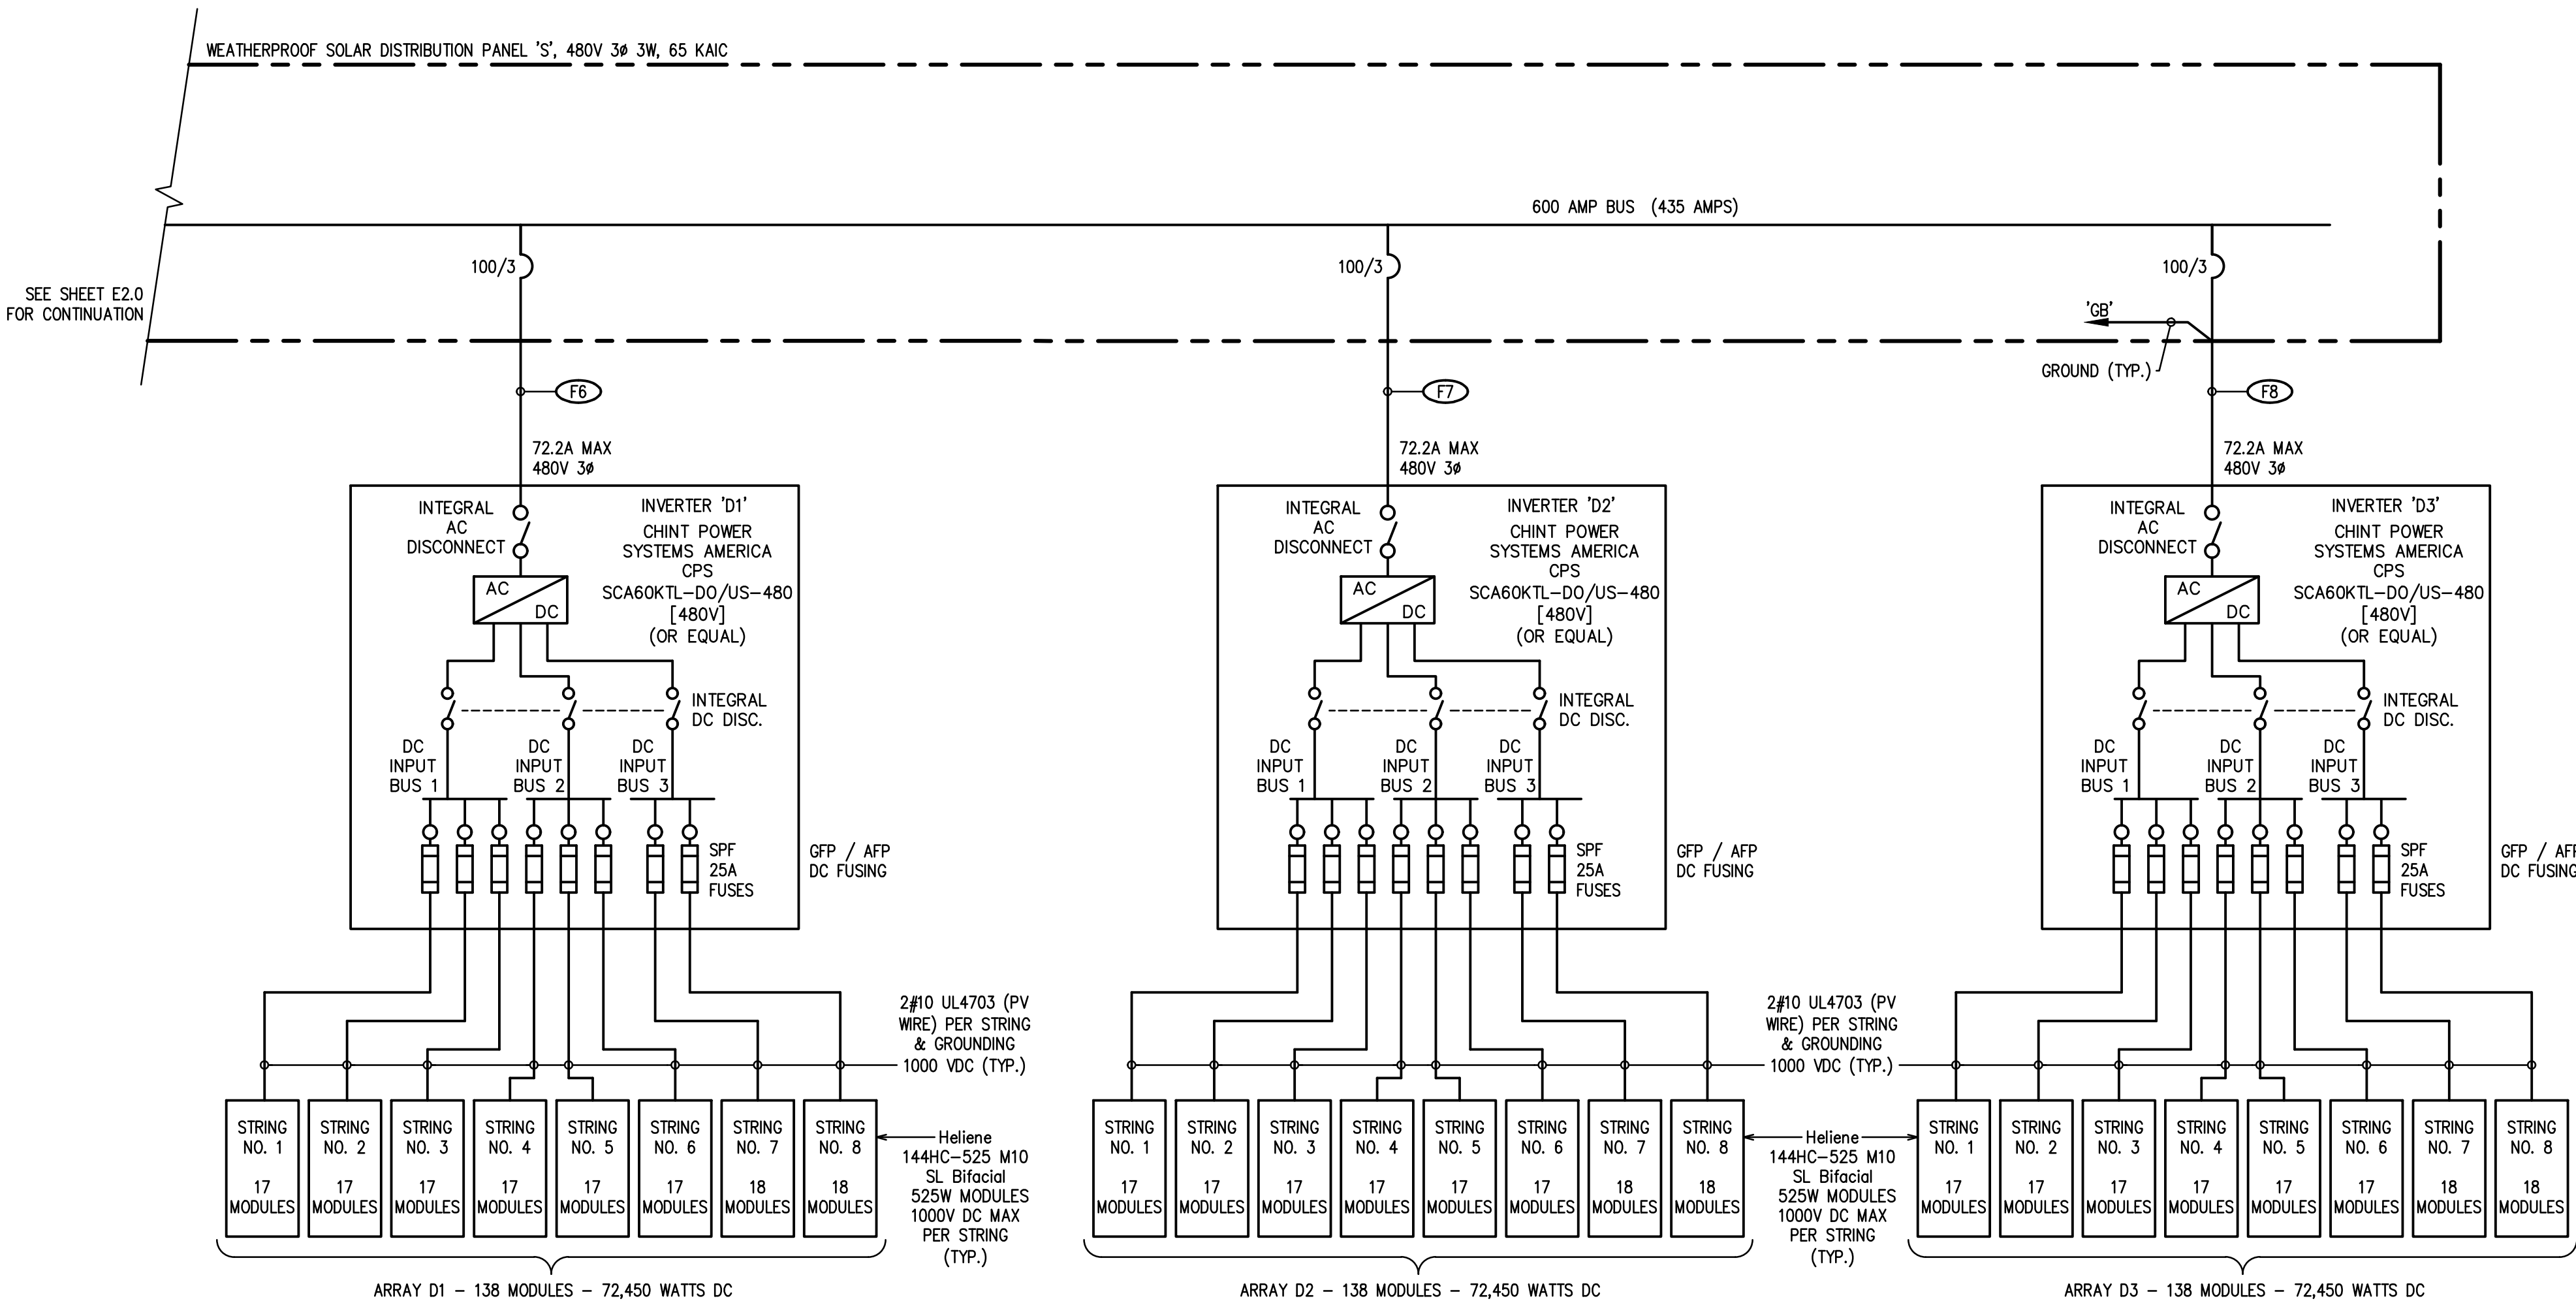 WEATHERPROOF SOLAR DISTRIBUTION PANEL 'S', 480V 3ø 3W, 65 KAIC
600 AMP BUS (435 AMPS)
SEE SHEET E2.0
FOR CONTINUATION
100/3
100/3
100/3
'GB'
GROUND (TYP.)
F6
F7
F8
72.2A MAX
480V 3ø
72.2A MAX
480V 3ø
72.2A MAX
480V 3ø
INTEGRAL
AC
DISCONNECT
INVERTER 'D1'
CHINT POWER
SYSTEMS AMERICA
CPS
SCA60KTL-DO/US-480
[480V]
(OR EQUAL)
AC
DC
INTEGRAL
DC DISC.
DC
INPUT
BUS 1
DC
INPUT
BUS 2
DC
INPUT
BUS 3
SPF
25A
FUSES
GFP / AFP
DC FUSING
INTEGRAL
AC
DISCONNECT
INVERTER 'D2'
CHINT POWER
SYSTEMS AMERICA
CPS
SCA60KTL-DO/US-480
[480V]
(OR EQUAL)
AC
DC
INTEGRAL
DC DISC.
DC
INPUT
BUS 1
DC
INPUT
BUS 2
DC
INPUT
BUS 3
SPF
25A
FUSES
GFP / AFP
DC FUSING
INTEGRAL
AC
DISCONNECT
INVERTER 'D3'
CHINT POWER
SYSTEMS AMERICA
CPS
SCA60KTL-DO/US-480
[480V]
(OR EQUAL)
AC
DC
INTEGRAL
DC DISC.
DC
INPUT
BUS 1
DC
INPUT
BUS 2
DC
INPUT
BUS 3
SPF
25A
FUSES
GFP / AFP
DC FUSING
2#10 UL4703 (PV
WIRE) PER STRING
& GROUNDING
1000 VDC (TYP.)
2#10 UL4703 (PV
WIRE) PER STRING
& GROUNDING
1000 VDC (TYP.)
STRING
NO. 1
17
MODULES
STRING
NO. 2
17
MODULES
STRING
NO. 3
17
MODULES
STRING
NO. 4
17
MODULES
STRING
NO. 5
17
MODULES
STRING
NO. 6
17
MODULES
STRING
NO. 7
18
MODULES
STRING
NO. 8
18
MODULES
Heliene
144HC-525 M10
SL Bifacial
525W MODULES
1000V DC MAX
PER STRING
(TYP.)
STRING
NO. 1
17
MODULES
STRING
NO. 2
17
MODULES
STRING
NO. 3
17
MODULES
STRING
NO. 4
17
MODULES
STRING
NO. 5
17
MODULES
STRING
NO. 6
17
MODULES
STRING
NO. 7
18
MODULES
STRING
NO. 8
18
MODULES
Heliene
144HC-525 M10
SL Bifacial
525W MODULES
1000V DC MAX
PER STRING
(TYP.)
STRING
NO. 1
17
MODULES
STRING
NO. 2
17
MODULES
STRING
NO. 3
17
MODULES
STRING
NO. 4
17
MODULES
STRING
NO. 5
17
MODULES
STRING
NO. 6
17
MODULES
STRING
NO. 7
18
MODULES
STRING
NO. 8
18
MODULES
ARRAY D1 - 138 MODULES - 72,450 WATTS DC
ARRAY D2 - 138 MODULES - 72,450 WATTS DC
ARRAY D3 - 138 MODULES - 72,450 WATTS DC